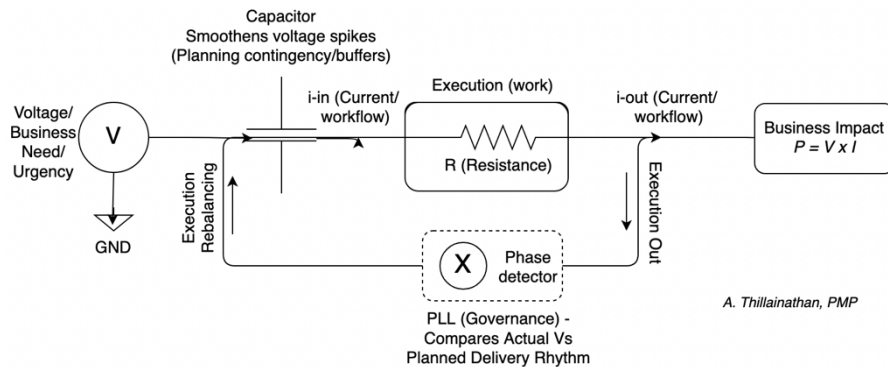 Capacitor
Smoothens voltage spikes
(Planning contingency/buffers)
Voltage/
Business
Need/
Urgency
V
GND
i-in (Current/
workflow)
Execution (work)
R (Resistance)
i-out (Current/
workflow)
Business Impact
P = V x I
Execution
Rebalancing
Execution Out
X
Phase
detector
PLL (Governance) -
Compares Actual Vs
Planned Delivery Rhythm
A. Thillainathan, PMP